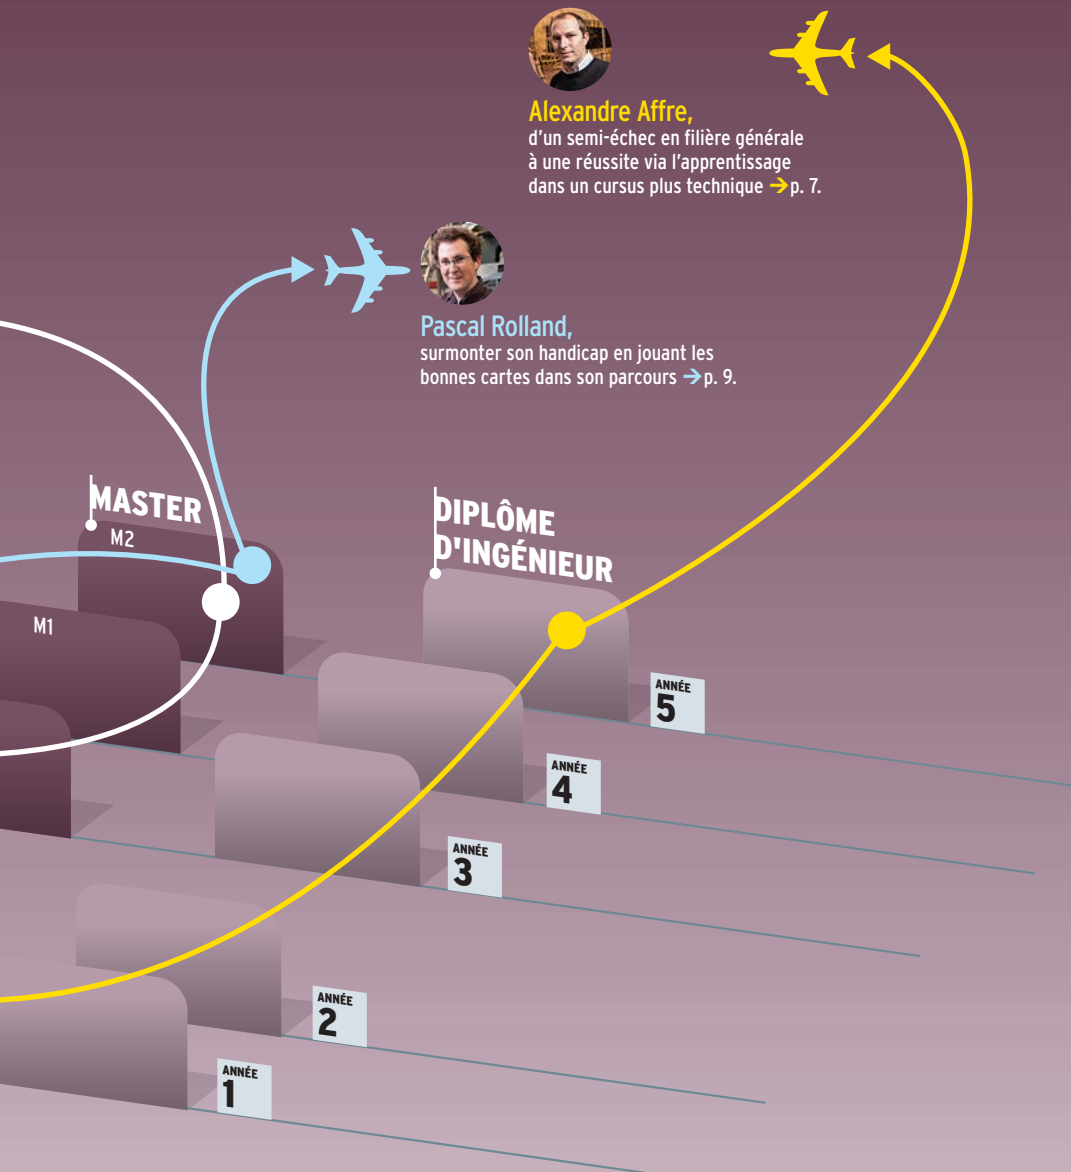 Alexandre Affre,
d'un semi-échec en filière générale
à une réussite via l'apprentissage
dans un cursus plus technique ➔p. 7.
Pascal Rolland,
surmonter son handicap en jouant les
bonnes cartes dans son parcours ➔p. 9.
MASTER
M2
M1
DIPLÔME
D'INGÉNIEUR
ANNÉE
5
ANNÉE
4
ANNÉE
3
ANNÉE
2
ANNÉE
1